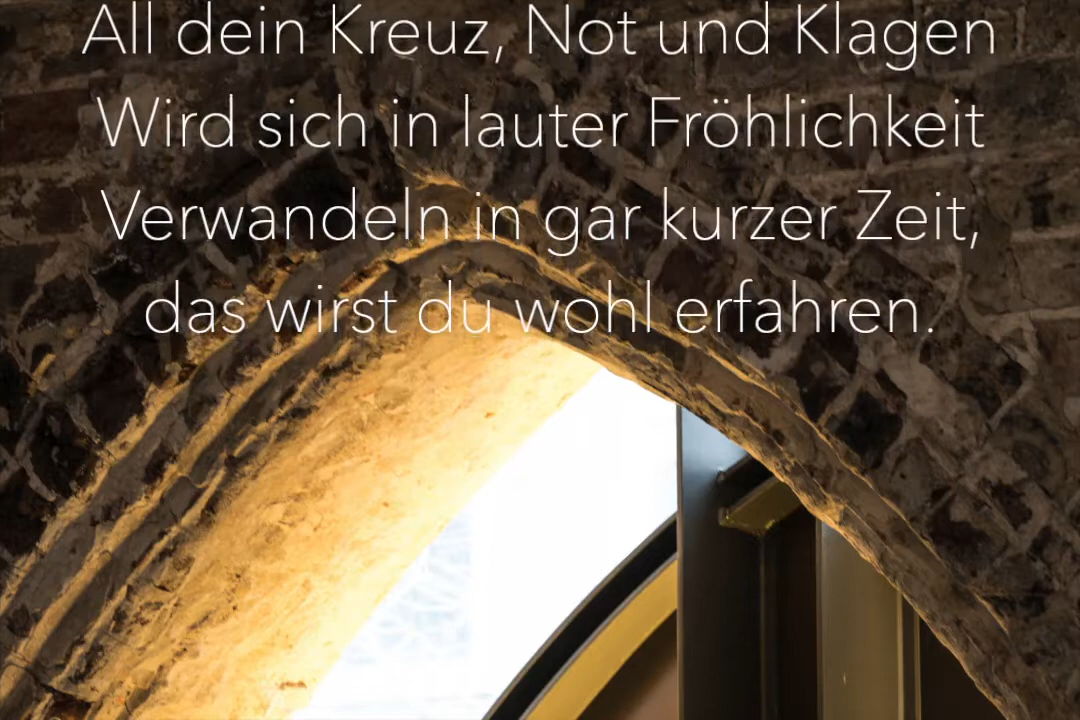 All dein Kreuz, Not und Klagen
Wird sich in lauter Fröhlichkeit
Verwandeln in gar kurzer Zeit,
das wirst du wohl erfahren.